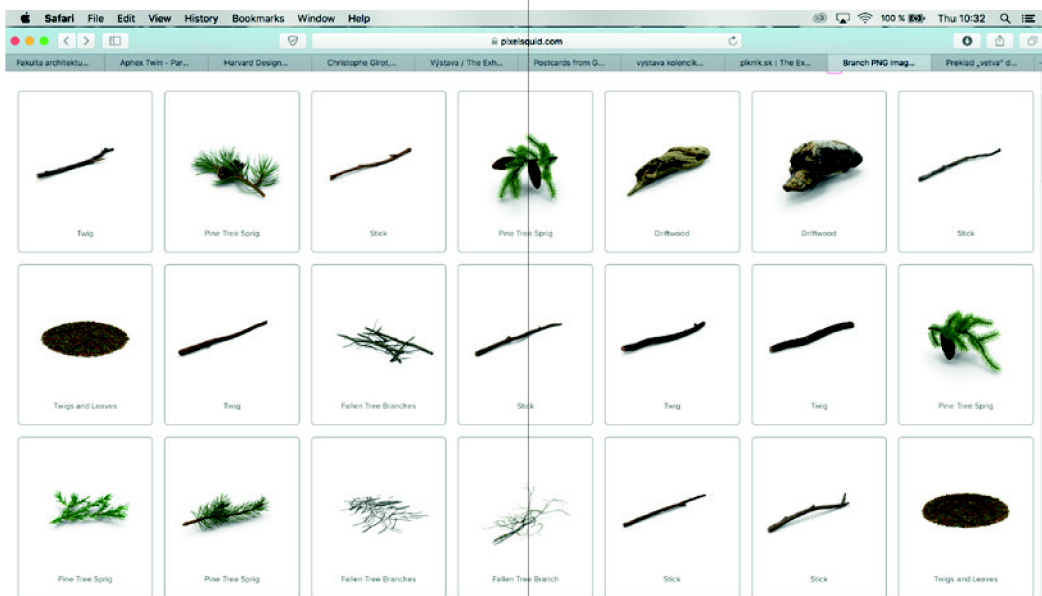 Safari File Edit View History Bookmarks Window Help 100 % Thu 10:32
pixelsquid.com
Fakulta architektu... Aphex Twin - Par... Harvard Design... Christophe Girot,... Výstava / The Exh... Postcards from G... vystava kolencik... piknik.sk | The Ex... Branch PNG Imag... Preklad „vetva" d...
Twig Pine Tree Sprig Stick Pine Tree Sprig Driftwood Driftwood Stick
Twigs and Leaves Twig Fallen Tree Branches Stick Twig Twig Pine Tree Sprig
Pine Tree Sprig Pine Tree Sprig Fallen Tree Branches Fallen Tree Branch Stick Stick Twigs and Leaves